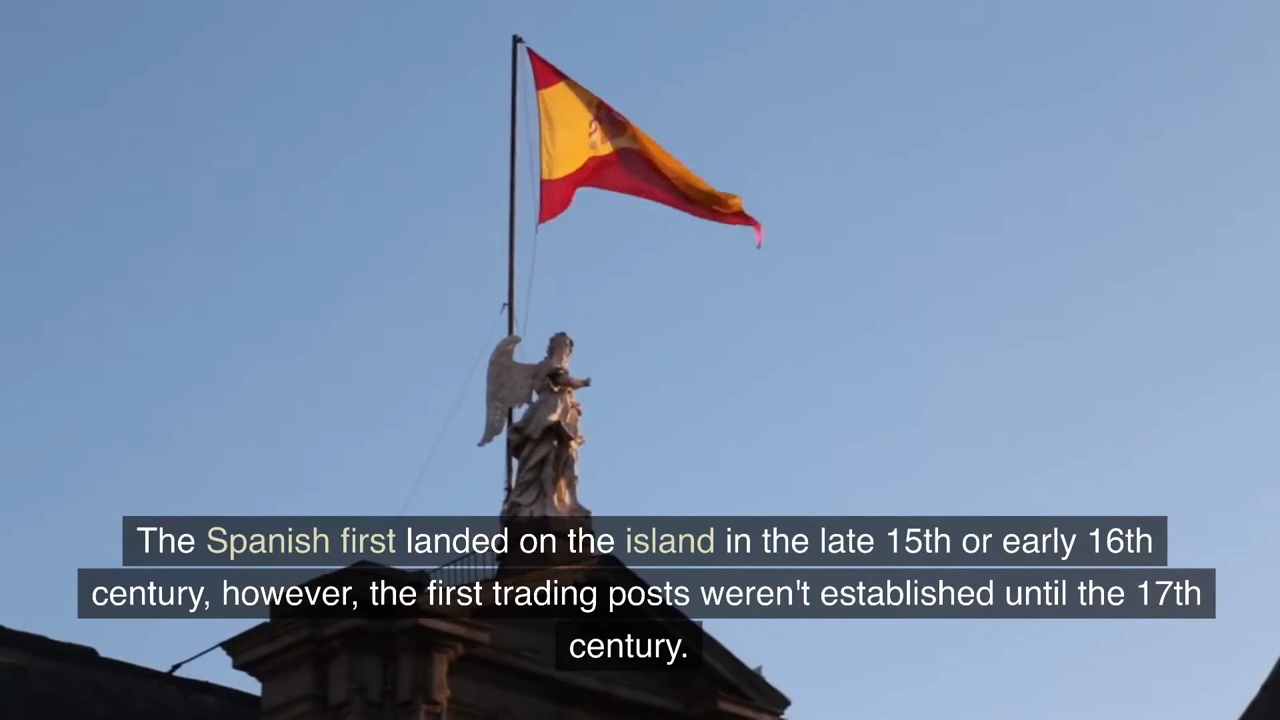 The Spanish first landed on the island in the late 15th or early 16th
century, however, the first trading posts weren't established until the 17th
century.